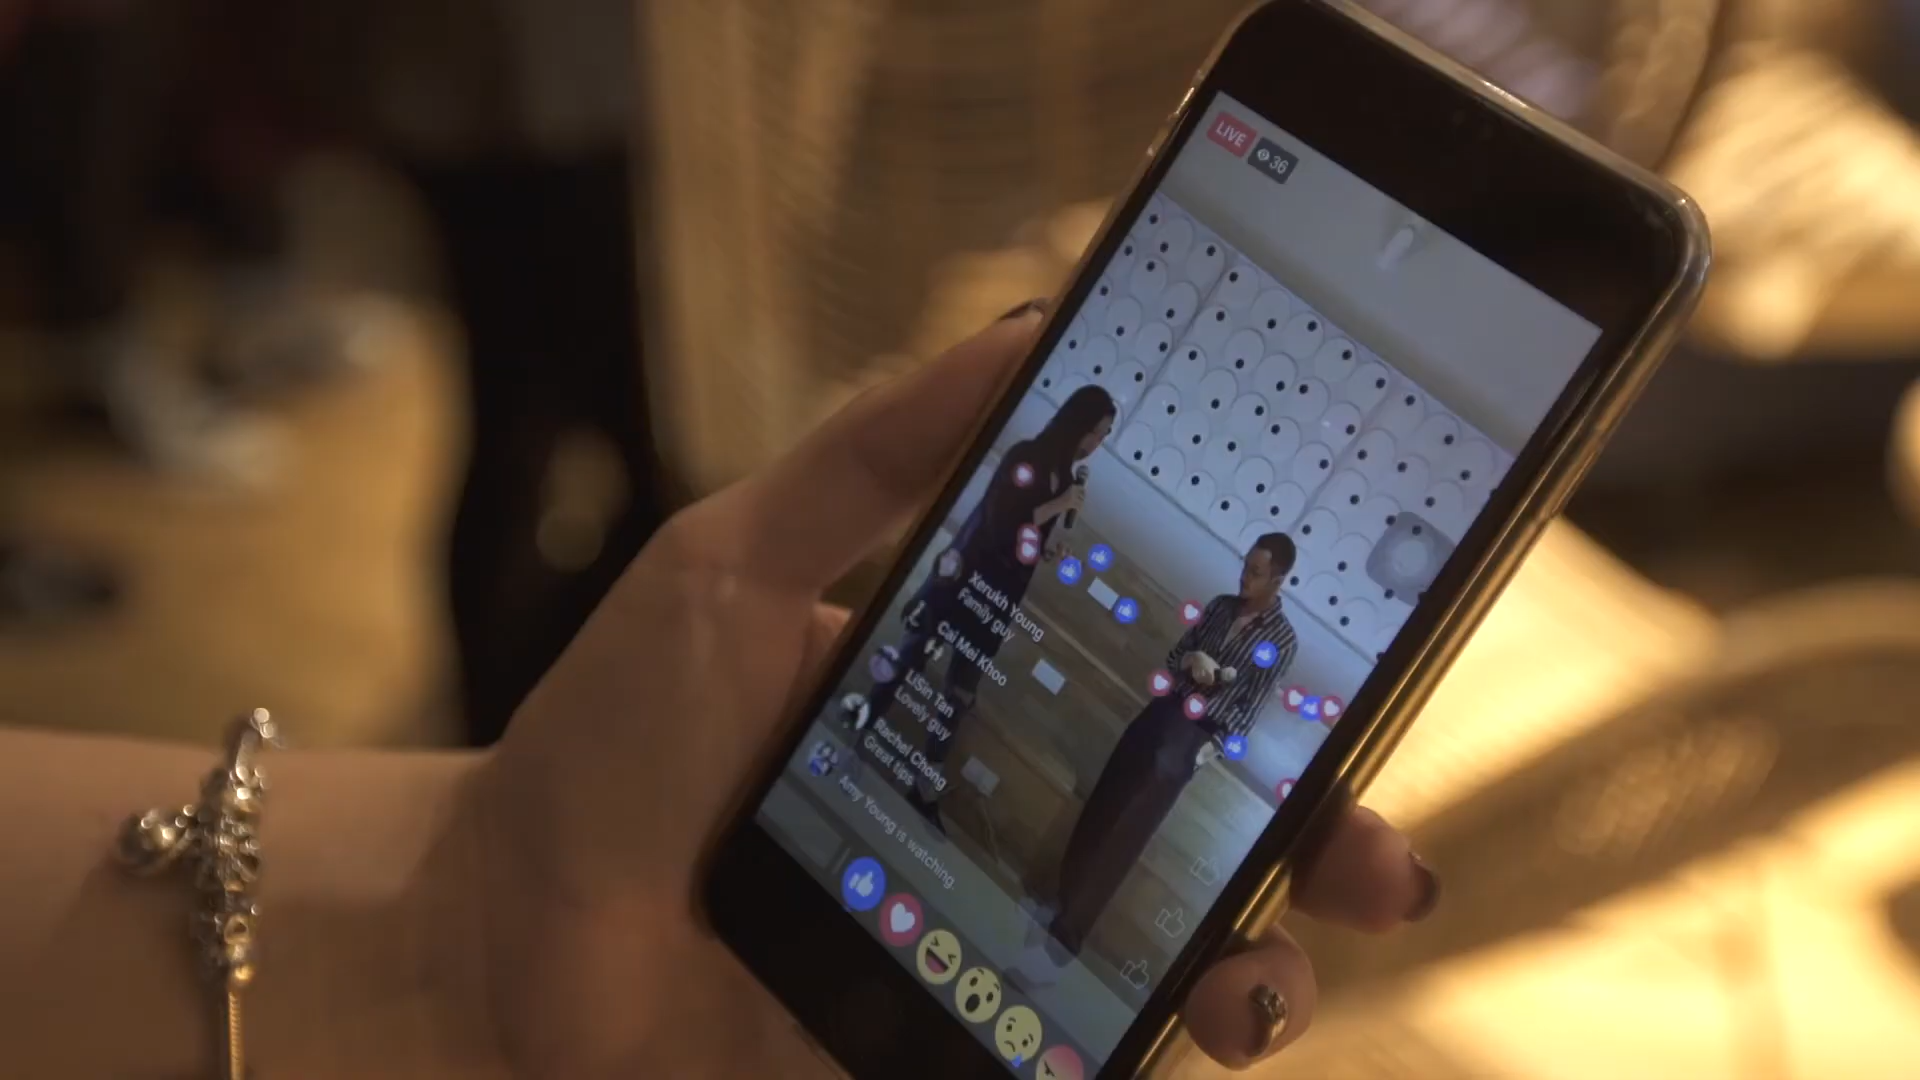 LIVE 36
Xerukh Young
Family guy
Cai Mei Khoo
H
LiSin Tan
Lovely guy
Rachel Chong
Great tips
Amy Young is watching.